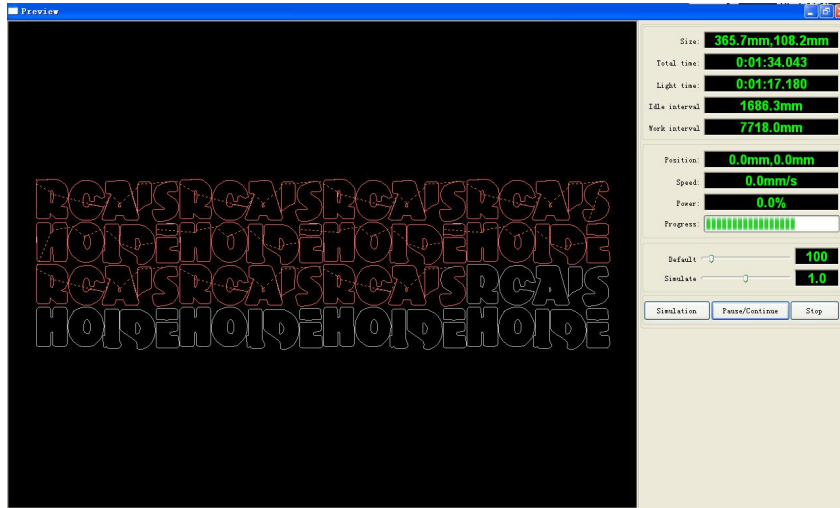 Preview
RCA'SRCA'SRCA'SRCA'S
HOIDĒHOIDĒHOIDĒHOIDĒ
RCA'SRCA'SRCA'SRCA'S
HOIDĒHOIDĒHOIDĒHOIDĒ
Size: 365.7mm,108.2mm
Total time: 0:01:34.043
Light time: 0:01:17.180
Idle interval 1686.3mm
Work interval 7718.0mm
Position: 0.0mm,0.0mm
Speed: 0.0mm/s
Power: 0.0%
Progress:
Default 100
Simulate 1.0
Simulation Pause/Continue Stop